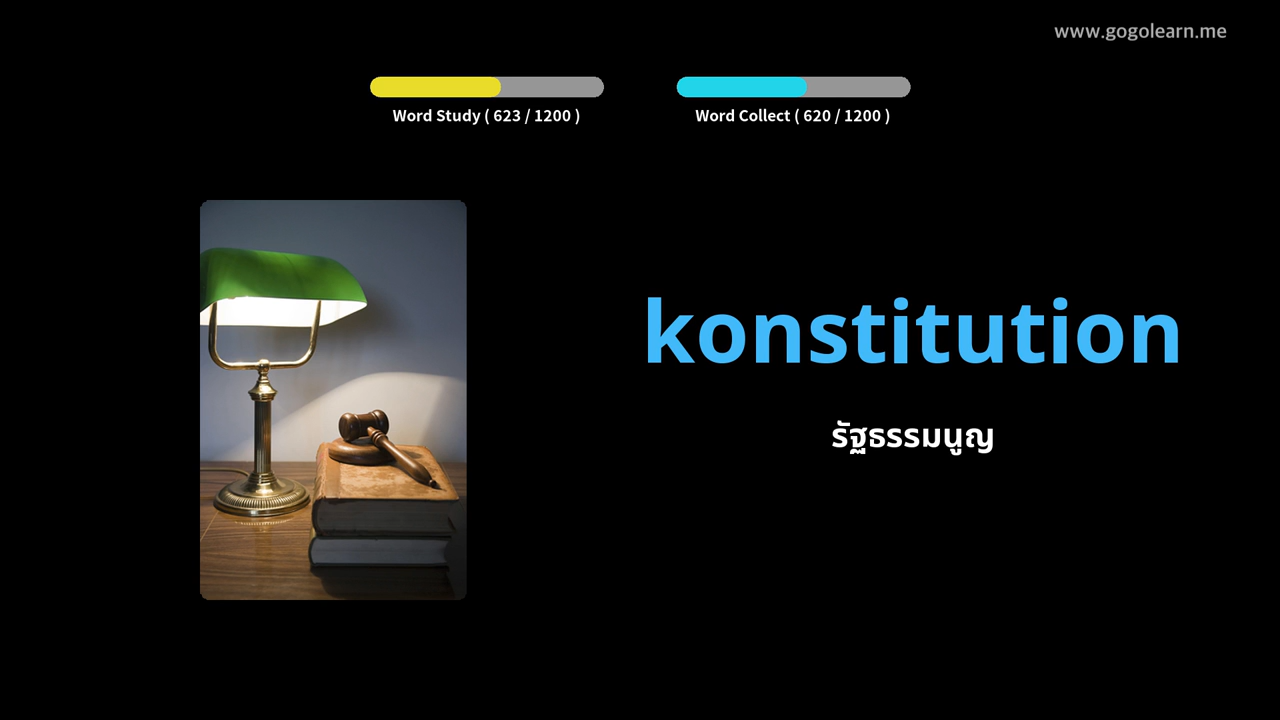 www.gogolearn.me
Word Study ( 623 / 1200 )
Word Collect ( 620 / 1200 )
konstitution
รัฐธรรมนูญ